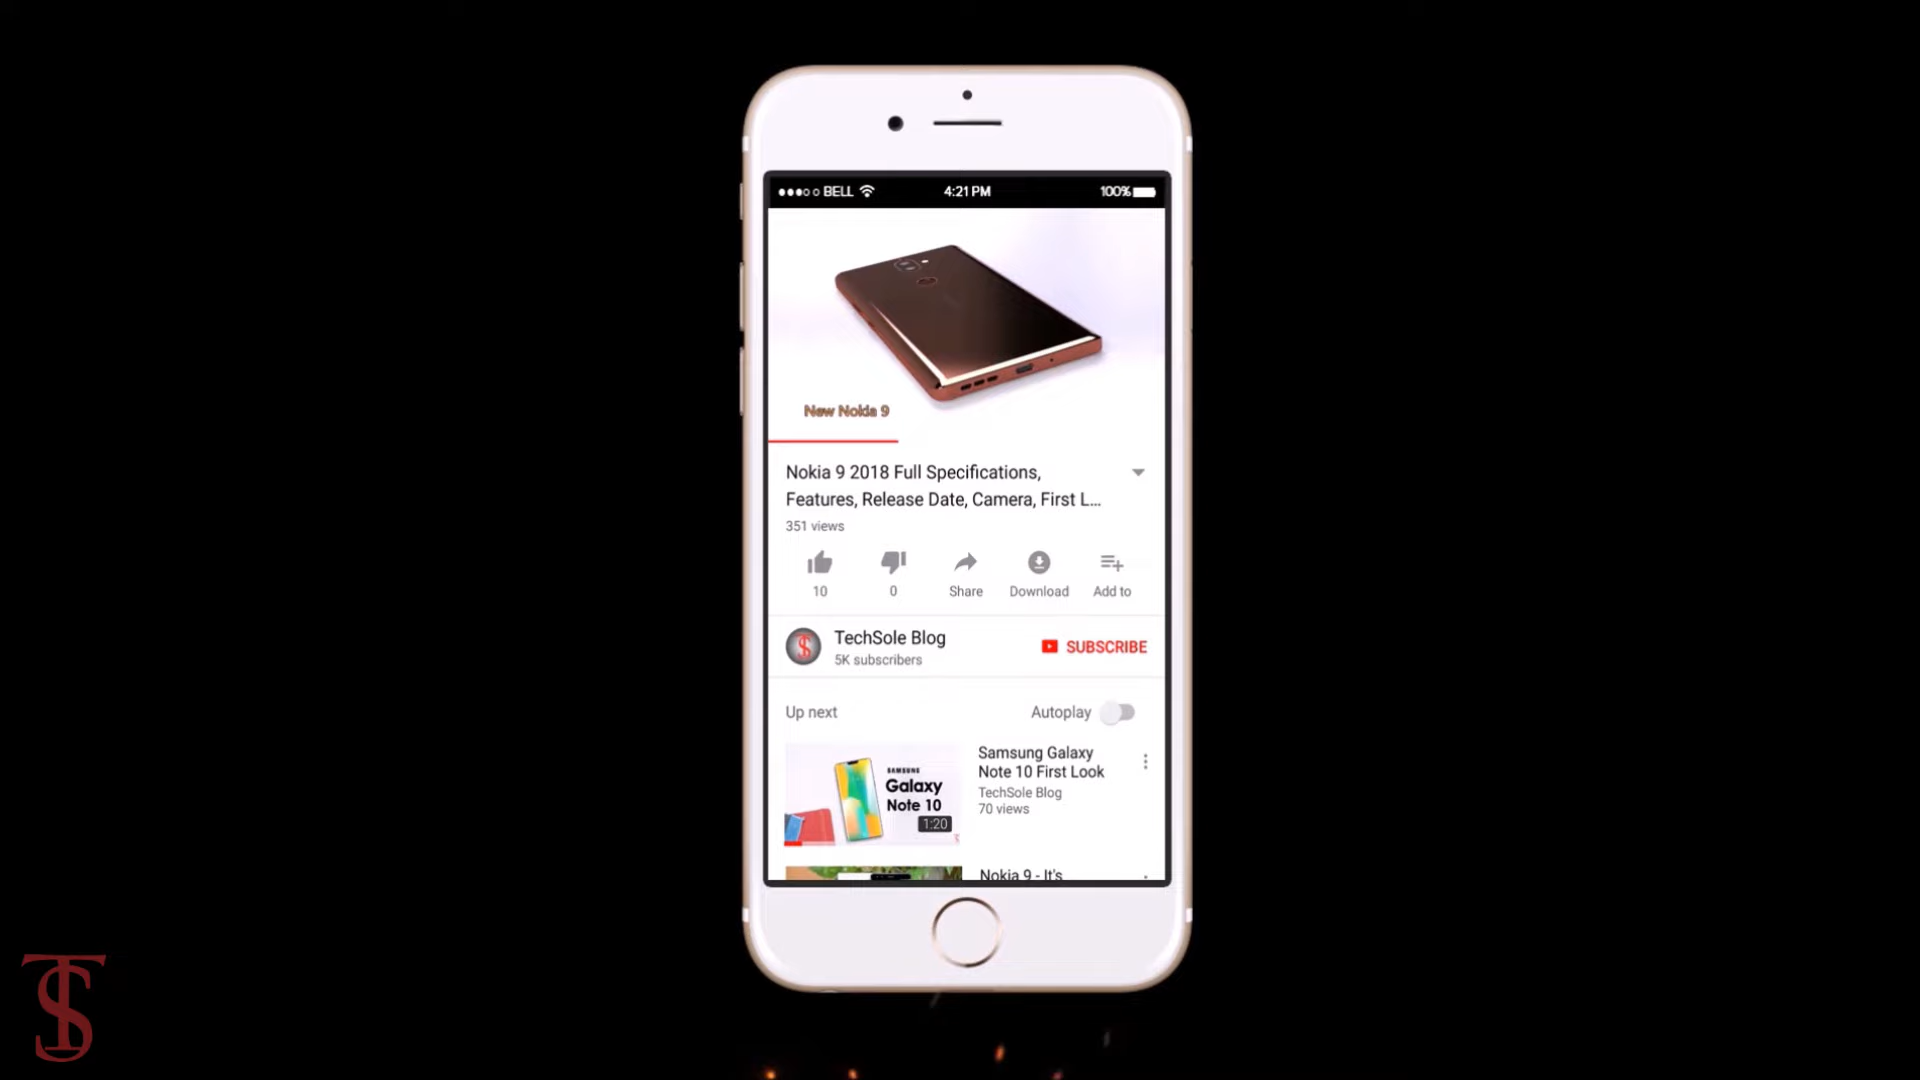 BELL
4:21 PM
100%
New Nokia 9
Nokia 9 2018 Full Specifications,
Features, Release Date, Camera, First L...
351 views
10
0
Share
Download
Add to
TechSole Blog
5K subscribers
SUBSCRIBE
Up next
Autoplay
SAMSUNG
Galaxy
Note 10
1:20
Samsung Galaxy
Note 10 First Look
TechSole Blog
70 views
Nokia 9 - It's
TS